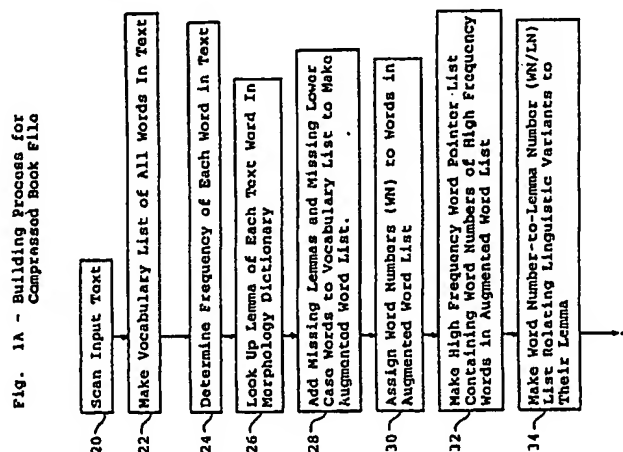 Fig. 1A - Building Process for
Compressed Book File
20 Scan Input Text
22 Make Vocabulary List of All Words In Text
24 Determine Frequency of Each Word in Text
26 Look Up Lemma of Each Text Word In
Morphology Dictionary
28 Add Missing Lemmas and Missing Lower
Case Words to Vocabulary List to Make
Augmented Word List.
30 Assign Word Numbers (WN) to Words in
Augmented Word List
32 Make High Frequency Word Pointer List
Containing Word Numbers of High Frequency
Words in Augmented Word List
34 Make Word Number-to-Lemma Number (WN/LN)
List Relating Linguistic Variants to
Their Lemma